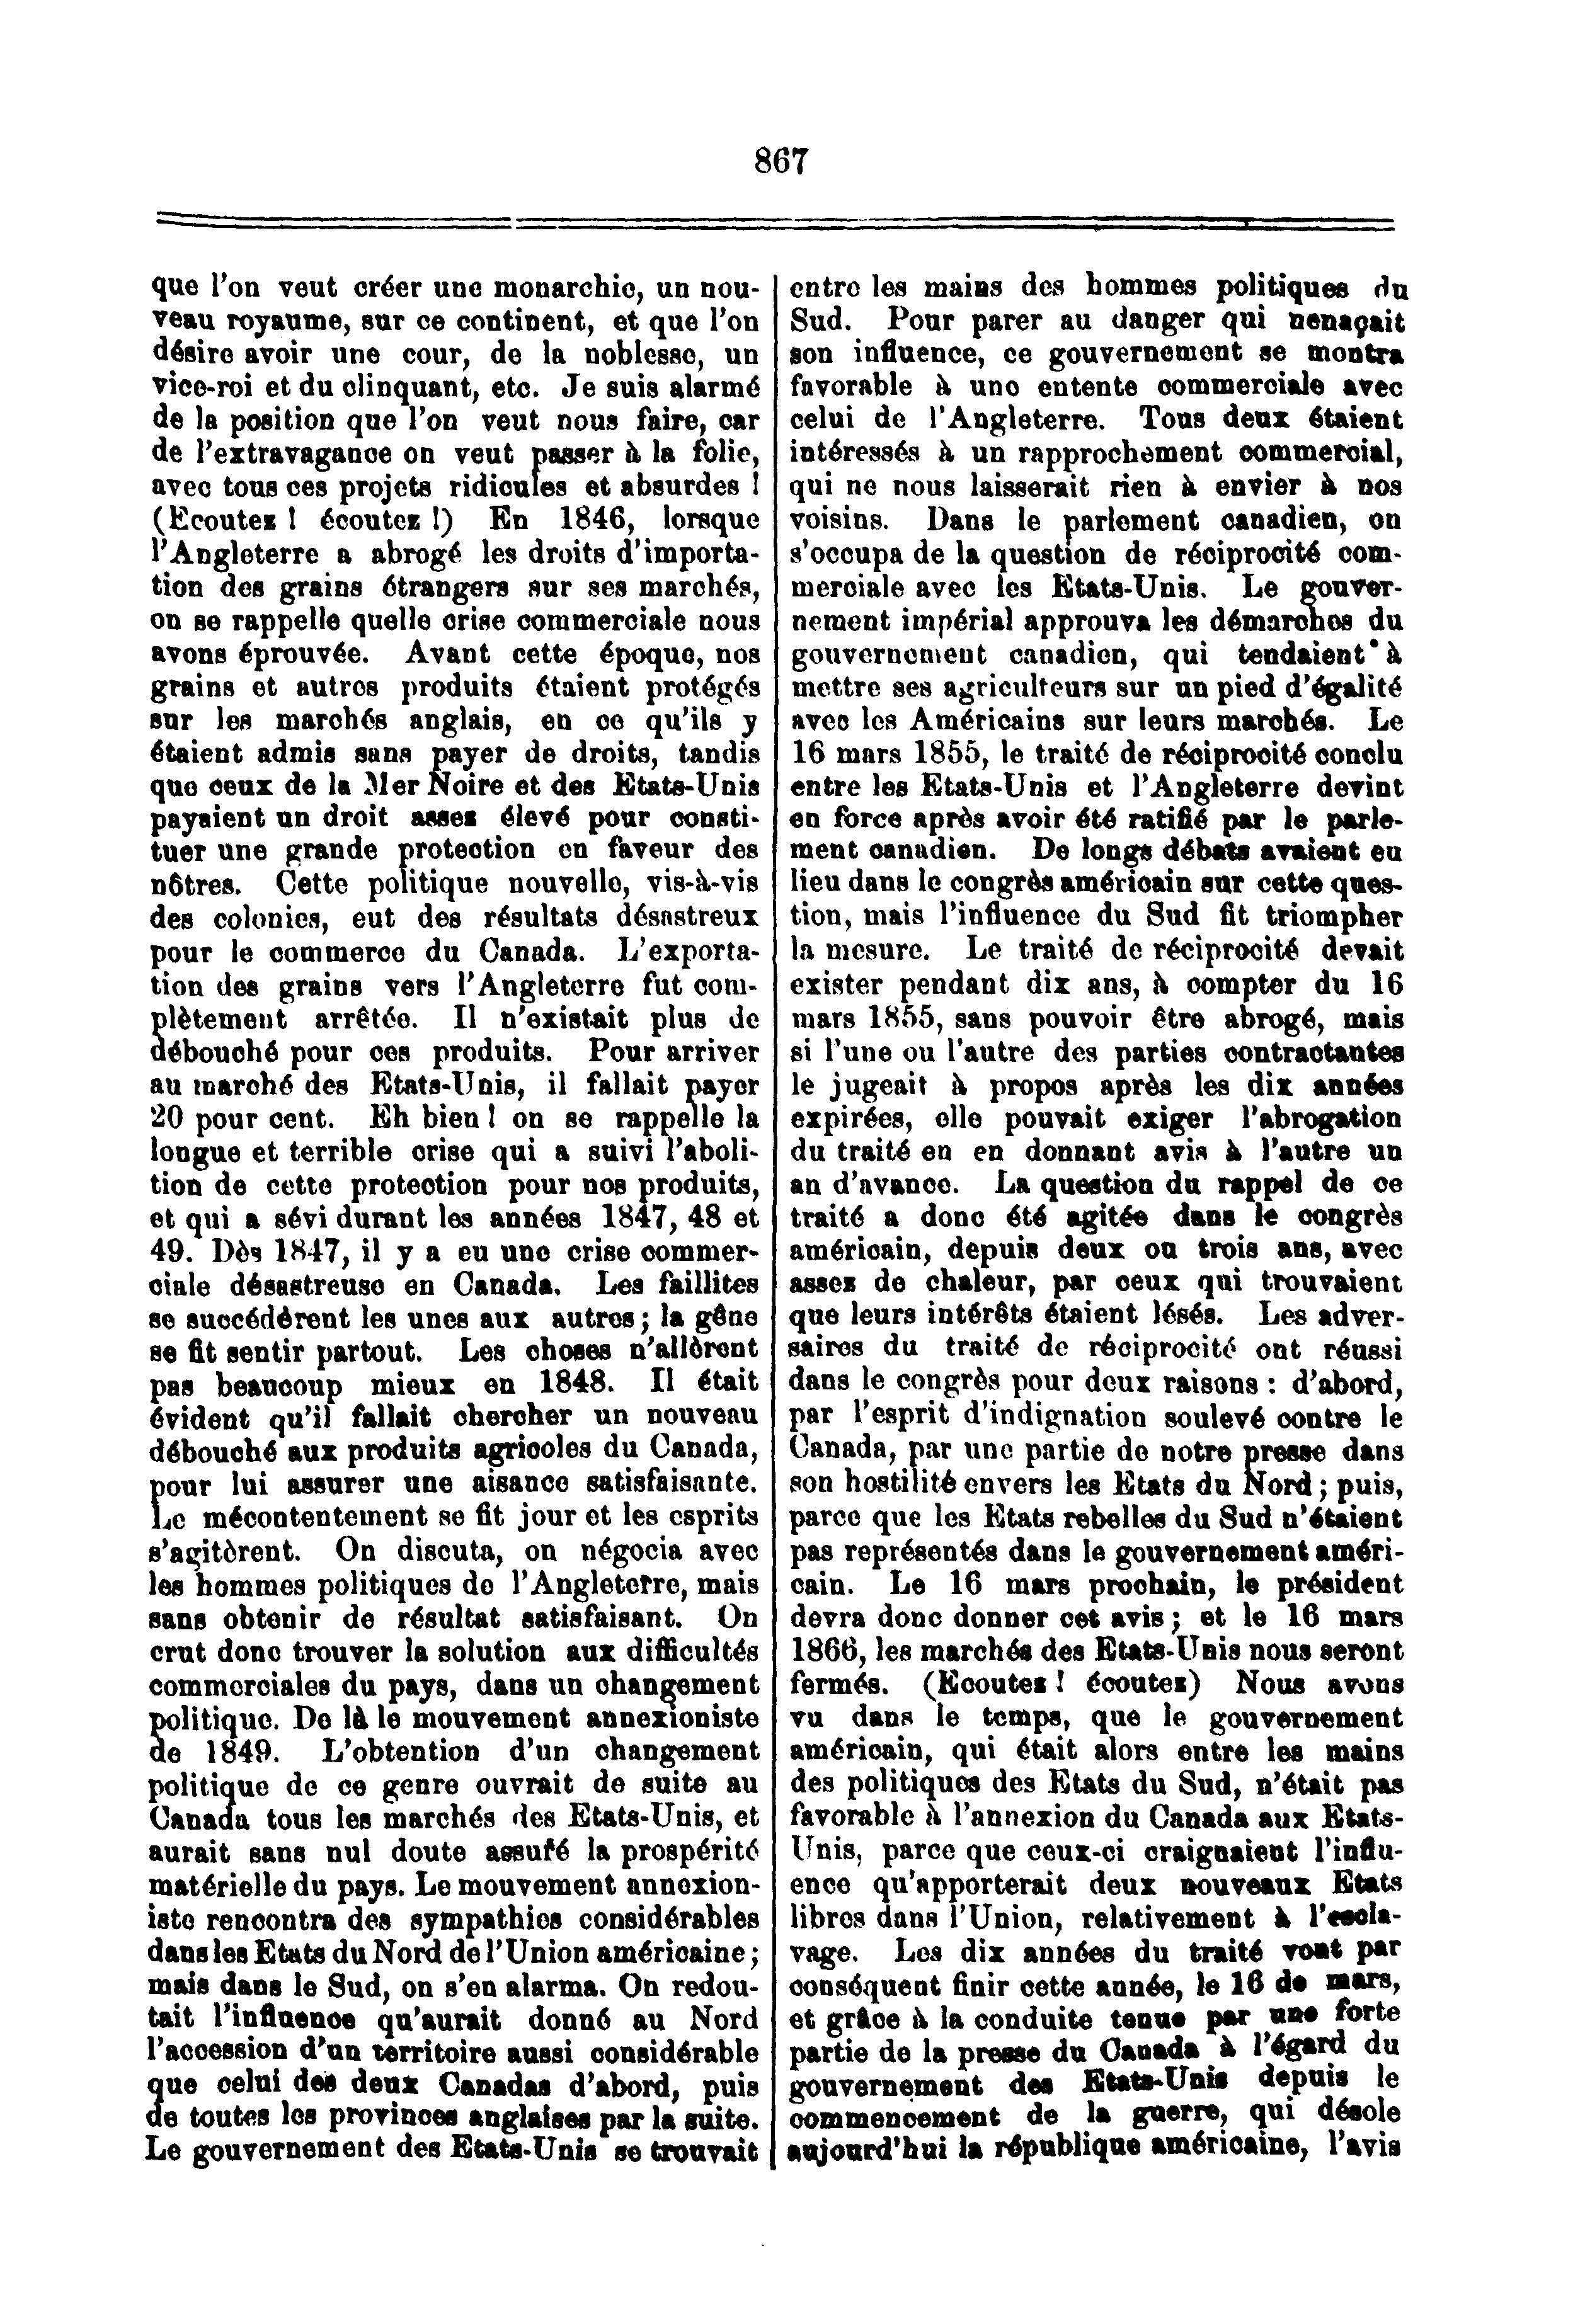 867
que l'on veut créer une monarchie, un nou-
veau royaume, sur ce continent, et que l'on
désire avoir une cour, de la noblesse, un
vice-roi et du clinquant, etc. Je suis alarmé
de la position que l'on veut nous faire, car
de l'extravagance on veut passer à la folie,
avec tous ces projets ridicules et absurdes !
(Ecoutez ! écoutez !) En 1846, lorsque
l'Angleterre a abrogé les droits d'importa-
tion des grains étrangers sur ses marchés,
on se rappelle quelle crise commerciale nous
avons éprouvée. Avant cette époque, nos
grains et autres produits étaient protégés
sur les marchés anglais, en ce qu'ils y
étaient admis sans payer de droits, tandis
que ceux de la Mer Noire et des Etats-Unis
payaient un droit assez élevé pour consti-
tuer une grande protection en faveur des
nôtres. Cette politique nouvelle, vis-à-vis
des colonies, eut des résultats désastreux
pour le commerce du Canada. L'exporta-
tion des grains vers l'Angleterre fut com-
plètement arrêtée. Il n'existait plus de
débouché pour ces produits. Pour arriver
au marché des Etats-Unis, il fallait payer
20 pour cent. Eh bien ! on se rappelle la
longue et terrible crise qui a suivi l'aboli-
tion de cette protection pour nos produits,
et qui a sévi durant les années 1847, 48 et
49. Dès 1847, il y a eu une crise commer-
ciale désastreuse en Canada. Les faillites
se succédèrent les unes aux autres ; la gêne
se fit sentir partout. Les choses n'allèrent
pas beaucoup mieux en 1848. Il était
évident qu'il fallait chercher un nouveau
débouché aux produits agricoles du Canada,
pour lui assurer une aisance satisfaisante.
Le mécontentement se fit jour et les esprits
s'agitèrent. On discuta, on négocia avec
les hommes politiques de l'Angleterre, mais
sans obtenir de résultat satisfaisant. On
crut donc trouver la solution aux difficultés
commerciales du pays, dans un changement
politique. De là le mouvement annexioniste
de 1849. L'obtention d'un changement
politique de ce genre ouvrait de suite au
Canada tous les marchés des Etats-Unis, et
aurait sans nul doute assuré la prospérité
matérielle du pays. Le mouvement annexion-
iste rencontra des sympathies considérables
dans les Etats du Nord de l'Union américaine ;
mais dans le Sud, on s'en alarma. On redou-
tait l'influence qu'aurait donné au Nord
l'accession d'un territoire aussi considérable
que celui des deux Canadas d'abord, puis
de toutes les provinces anglaises par la suite.
Le gouvernement des Etats-Unis se trouvait
entre les mains des hommes politiques du
Sud. Pour parer au danger qui nenaçait
son influence, ce gouvernement se montra
favorable à une entente commerciale avec
celui de l'Angleterre. Tous deux étaient
intéressés à un rapprochement commercial,
qui ne nous laisserait rien à envier à nos
voisins. Dans le parlement canadien, on
s'occupa de la question de réciprocité com-
merciale avec les Etats-Unis. Le gouver-
nement impérial approuva les démarches du
gouvernement canadien, qui tendaient à
mettre ses agriculteurs sur un pied d'égalité
avec les Américains sur leurs marchés. Le
16 mars 1855, le traité de réciprocité conclu
entre les Etats-Unis et l'Angleterre devint
en force après avoir été ratifié par le parle-
ment canadien. De longs débats avaient eu
lieu dans le congrès américain sur cette ques-
tion, mais l'influence du Sud fit triompher
la mesure. Le traité de réciprocité devait
exister pendant dix ans, à compter du 16
mars 1855, sans pouvoir être abrogé, mais
si l'une ou l'autre des parties contractantes
le jugeait à propos après les dix années
expirées, elle pouvait exiger l'abrogation
du traité en en donnant avis à l'autre un
an d'avance. La question du rappel de ce
traité a donc été agitée dans le congrès
américain, depuis deux ou trois ans, avec
assez de chaleur, par ceux qui trouvaient
que leurs intérêts étaient lésés. Les adver-
saires du traité de réciprocité ont réussi
dans le congrès pour deux raisons : d'abord,
par l'esprit d'indignation soulevé contre le
Canada, par une partie de notre presse dans
son hostilité envers les Etats du Nord ; puis,
parce que les Etats rebelles du Sud n'étaient
pas représentés dans le gouvernement améri-
cain. Le 16 mars prochain, le président
devra donc donner cet avis ; et le 16 mars
1866, les marchés des Etats-Unis nous seront
fermés. (Ecoutez ! écoutez) Nous avons
vu dans le temps, que le gouvernement
américain, qui était alors entre les mains
des politiques des Etats du Sud, n'était pas
favorable à l'annexion du Canada aux Etats-
Unis, parce que ceux-ci craignaient l'influ-
ence qu'apporterait deux nouveaux Etats
libres dans l'Union, relativement à l'escla-
vage. Les dix années du traité vont par
conséquent finir cette année, le 16 de mars,
et grâce à la conduite tenue par une forte
partie de la presse du Canada à l'égard du
gouvernement des Etats-Unis depuis le
commencement de la guerre, qui désole
aujourd'hui la république américaine, l'avis